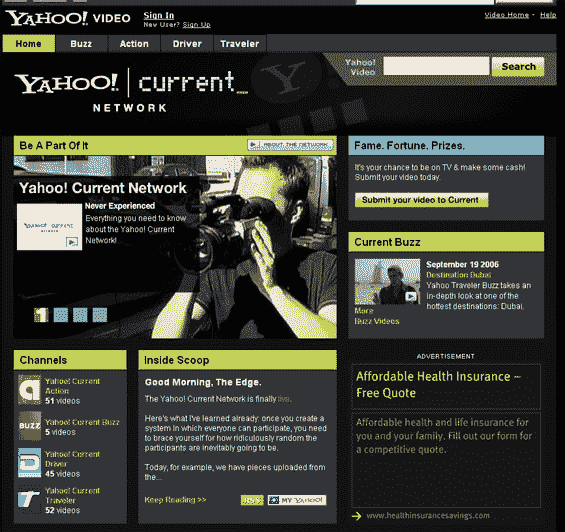 YAHOO! VIDEO
Sign In
New User? Sign Up
Video Home - Help
Home
Buzz
Action
Driver
Traveler
YAHOO! current
NETWORK
Yahoo!
Video
Search
Be A Part Of It
ABOUT THE NETWORK
Yahoo! Current Network
Never Experienced
Everything you need to know
about the Yahoo! Current
Network!
YAHOO! current
1
Fame. Fortune. Prizes.
It's your chance to be on TV & make some cash!
Submit your video today.
Submit your video to Current
Current Buzz
September 19 2006
Destination Dubai
Yahoo Traveler Buzz takes an
in-depth look at one of the
hottest destinations: Dubai.
More
Buzz Videos
Channels
a
Yahoo! Current
Action
51 videos
BUZZ
Yahoo! Current Buzz
5 videos
D
Yahoo! Current
Driver
45 videos
T
Yahoo! Current
Traveler
52 videos
Inside Scoop
Good Morning, The Edge.
The Yahoo! Current Network is finally live.
Here's what I've learned already: once you create a
system in which everyone can participate, you need
to brace yourself for how ridiculously random the
participants are inevitably going to be.
Today, for example, we have pieces uploaded
from the...
Keep Reading >>
RSS
MY YAHOO!
ADVERTISEMENT
Affordable Health Insurance –
Free Quote
Affordable health and life insurance for
you and your family. Fill out our form for
a competitive quote.
www.healthinsurancesavings.com